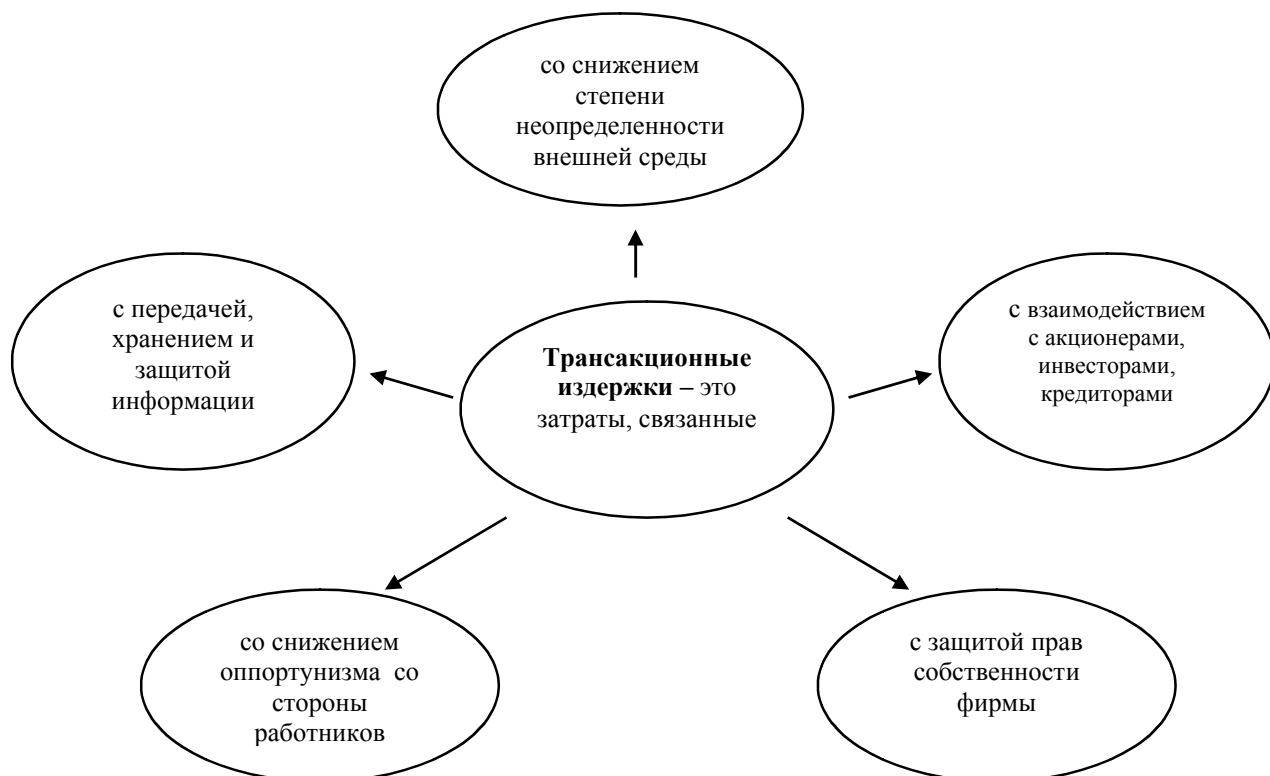 со снижением
степени
неопределенности
внешней среды
с передачей,
хранением и
защитой
информации
Трансакционные
издержки – это
затраты, связанные
с взаимодействием
с акционерами,
инвесторами,
кредиторами
со снижением
оппортунизма со
стороны
работников
с защитой прав
собственности
фирмы